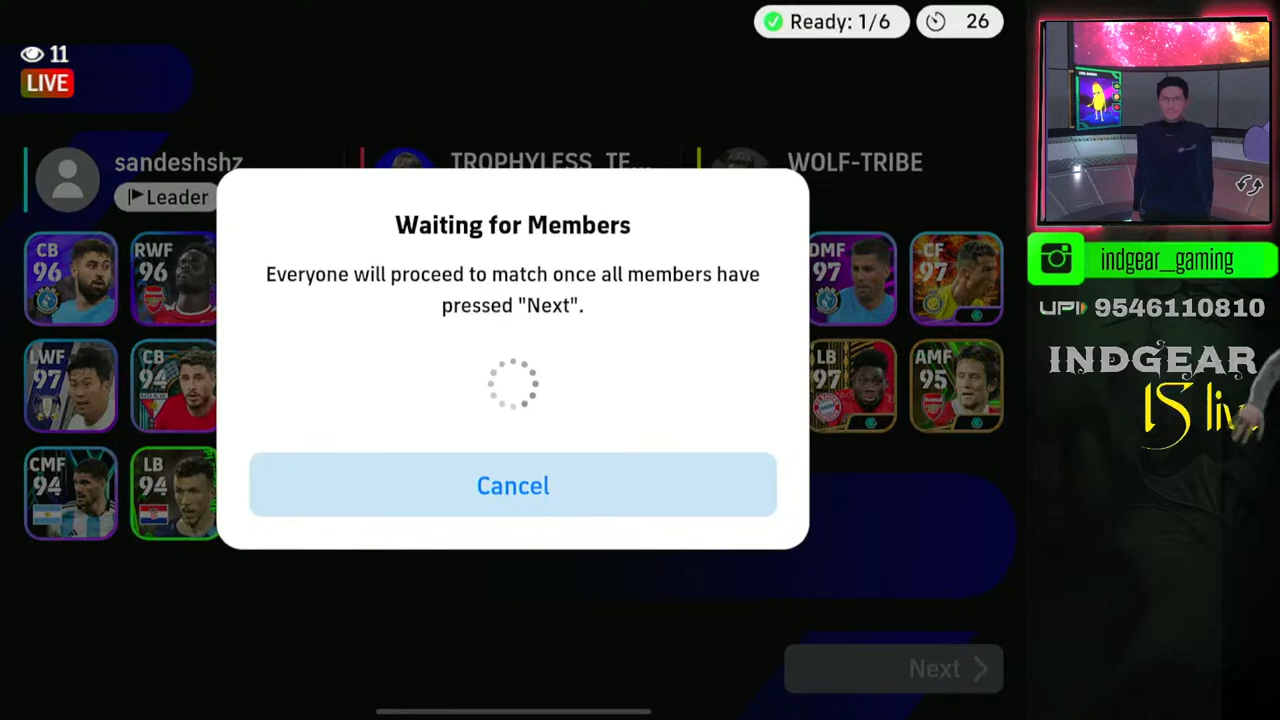 Ready: 1/6
26
11
LIVE
sandeshshz
Leader
TROPHYLESS_TE...
WOLF-TRIBE
Waiting for Members
Everyone will proceed to match once all members have
pressed "Next".
Cancel
CB
96
RWF
96
DMF
97
CF
97
LWF
97
CB
94
LB
97
AMF
95
CMF
94
LB
94
Next
indgear_gaming
UPI 9546110810
INDGEAR
IS live